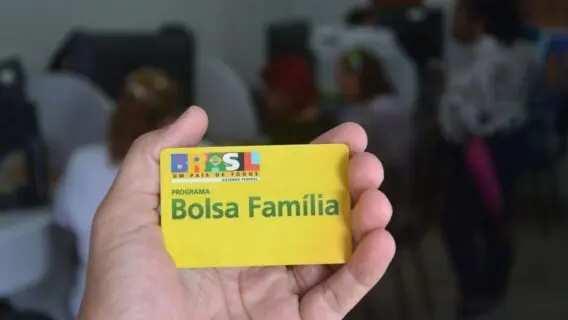 BRASIL
UM PAÍS DE TODOS
GOVERNO FEDERAL
PROGRAMA
Bolsa Família